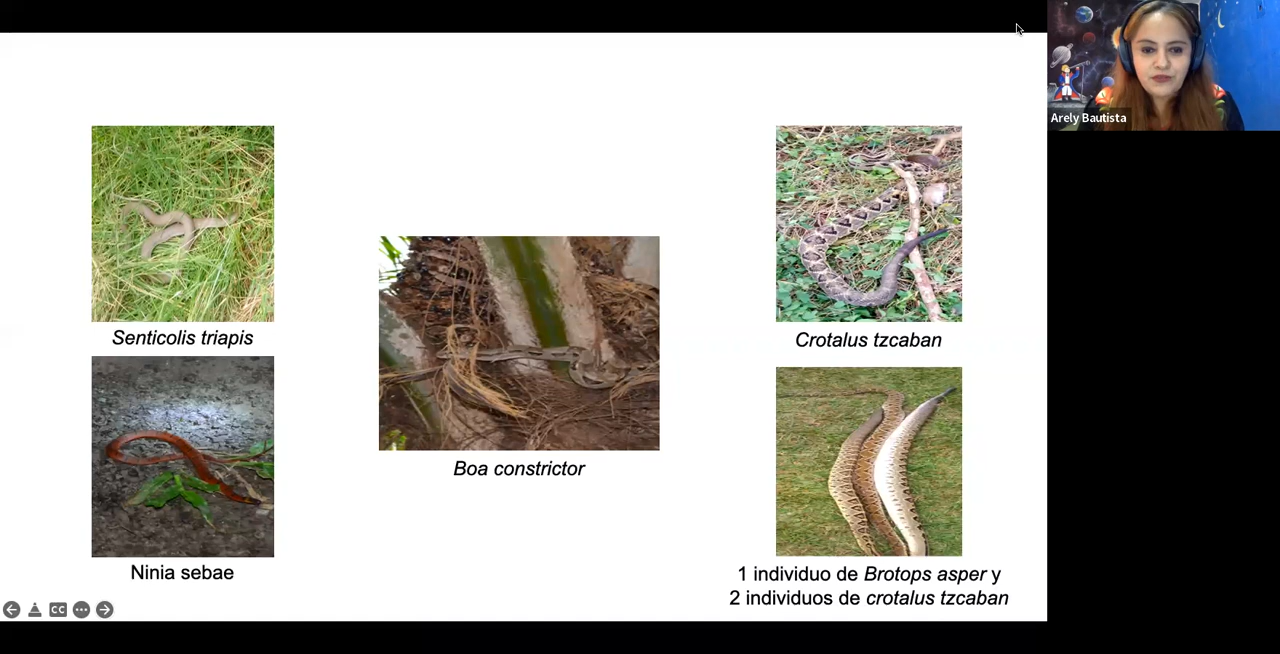 Arely Bautista
Senticolis triapis
Ninia sebae
Boa constrictor
Crotalus tzcaban
1 individuo de Brotops asper y
2 individuos de crotalus tzcaban
CC